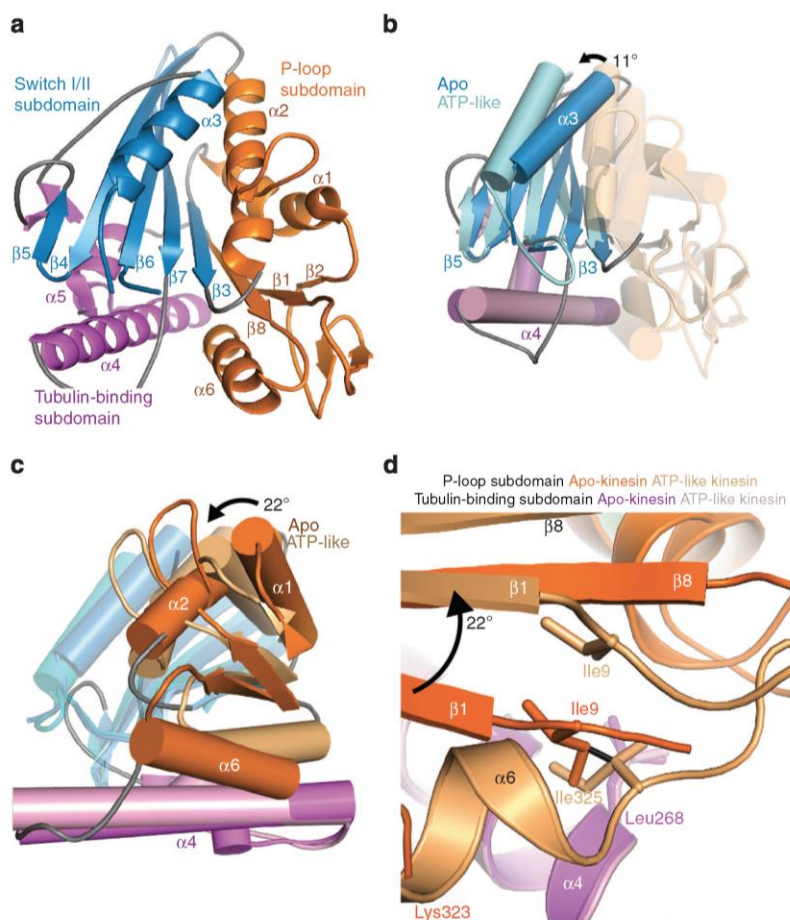 a
Switch I/II
subdomain
P-loop
subdomain
α2
α3
α1
β5
β4
β6
β7
β3
β1
β2
α5
β8
α4
α6
Tubulin-binding
subdomain
b
11°
Apo
ATP-like
α3
β5
β3
α4
c
22°
Apo
ATP-like
α2
α1
α6
α4
d
P-loop subdomain Apo-kinesin ATP-like kinesin
Tubulin-binding subdomain Apo-kinesin ATP-like kinesin
β8
β1
β8
22°
Ile9
β1
Ile9
α6
Ile325
Leu268
α4
Lys323